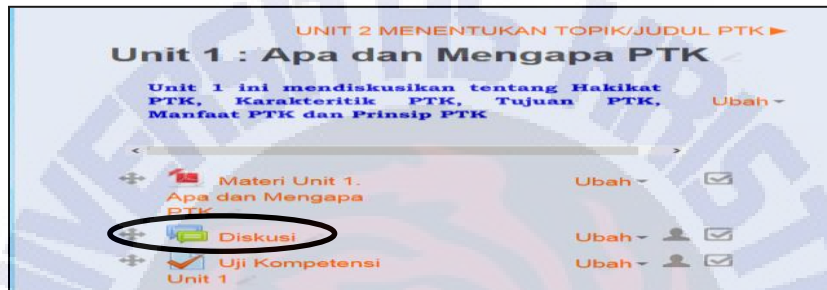 UNIT 2 MENENTUKAN TOPIK/JUDUL PTK ►
Unit 1 : Apa dan Mengapa PTK
Unit 1 ini mendiskusikan tentang Hakikat
PTK, Karakteritik PTK, Tujuan PTK,
Manfaat PTK dan Prinsip PTK
Ubah
Materi Unit 1.
Apa dan Mengapa
PTK
Ubah
Diskusi
Ubah
Uji Kompetensi
Unit 1
Ubah